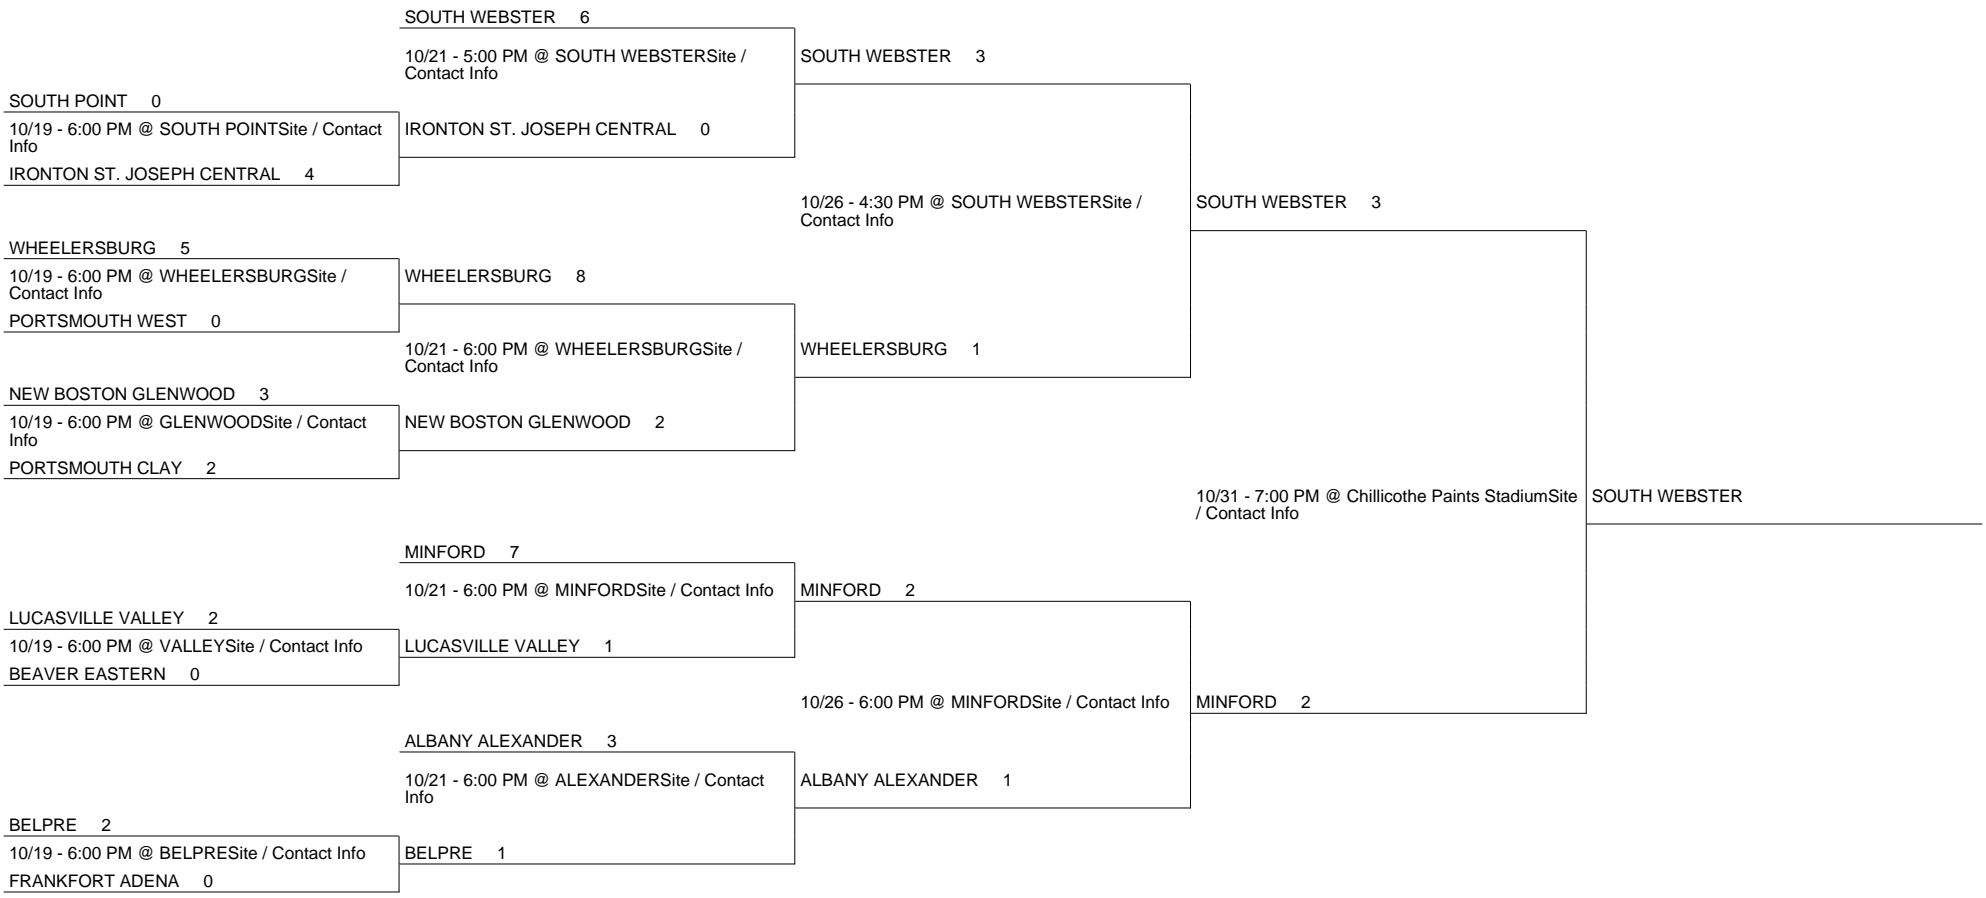 SOUTH WEBSTER 6
10/21 - 5:00 PM @ SOUTH WEBSTERSite /
Contact Info
SOUTH WEBSTER 3
SOUTH POINT 0
10/19 - 6:00 PM @ SOUTH POINTSite / Contact
Info
IRONTON ST. JOSEPH CENTRAL 0
IRONTON ST. JOSEPH CENTRAL 4
10/26 - 4:30 PM @ SOUTH WEBSTERSite /
Contact Info
SOUTH WEBSTER 3
WHEELERSBURG 5
10/19 - 6:00 PM @ WHEELERSBURGSite /
Contact Info
WHEELERSBURG 8
PORTSMOUTH WEST 0
10/21 - 6:00 PM @ WHEELERSBURGSite /
Contact Info
WHEELERSBURG 1
NEW BOSTON GLENWOOD 3
10/19 - 6:00 PM @ GLENWOODSite / Contact
Info
NEW BOSTON GLENWOOD 2
PORTSMOUTH CLAY 2
10/31 - 7:00 PM @ Chillicothe Paints StadiumSite
/ Contact Info
SOUTH WEBSTER
MINFORD 7
10/21 - 6:00 PM @ MINFORDSite / Contact Info
MINFORD 2
LUCASVILLE VALLEY 2
10/19 - 6:00 PM @ VALLEYSite / Contact Info
LUCASVILLE VALLEY 1
BEAVER EASTERN 0
10/26 - 6:00 PM @ MINFORDSite / Contact Info
MINFORD 2
ALBANY ALEXANDER 3
10/21 - 6:00 PM @ ALEXANDERSite / Contact
Info
ALBANY ALEXANDER 1
BELPRE 2
10/19 - 6:00 PM @ BELPRESite / Contact Info
BELPRE 1
FRANKFORT ADENA 0